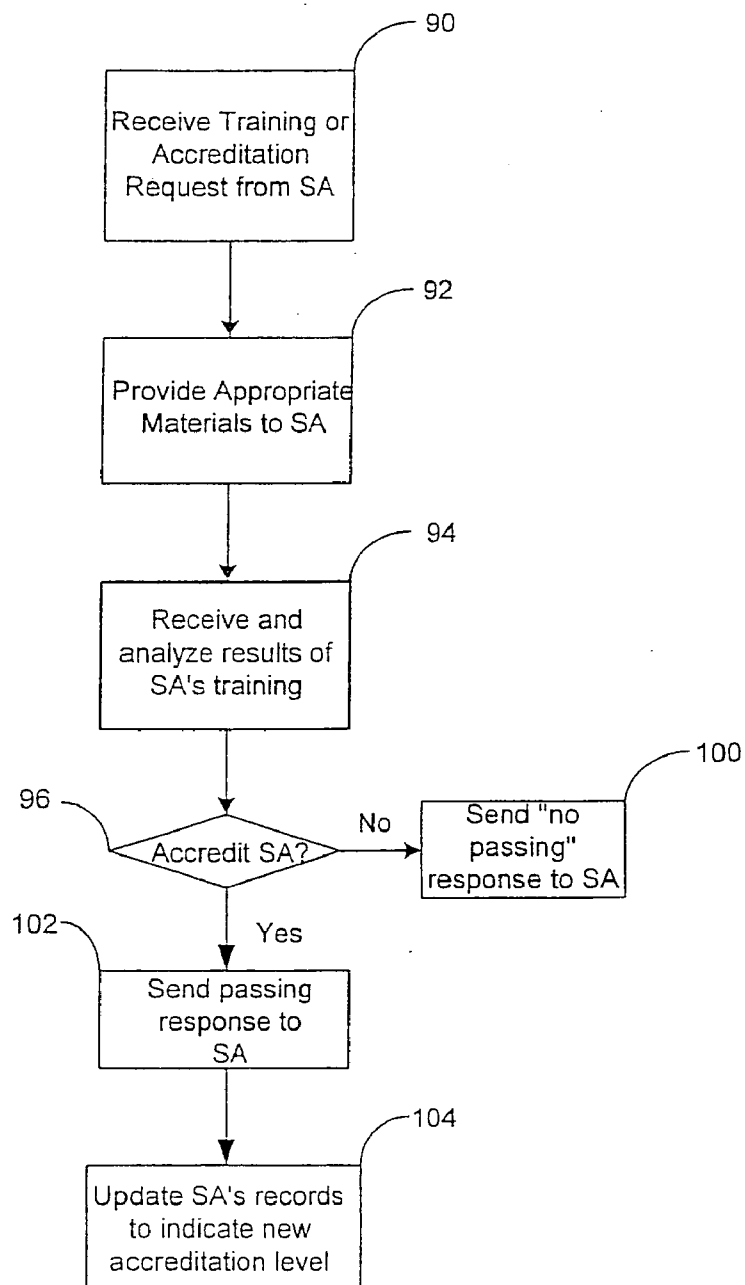 90
Receive Training or
Accreditation
Request from SA
92
Provide Appropriate
Materials to SA
94
Receive and
analyze results of
SA's training
96
Accredit SA?
No
100
Send "no
passing"
response to SA
Yes
102
Send passing
response to
SA
104
Update SA's records
to indicate new
accreditation level